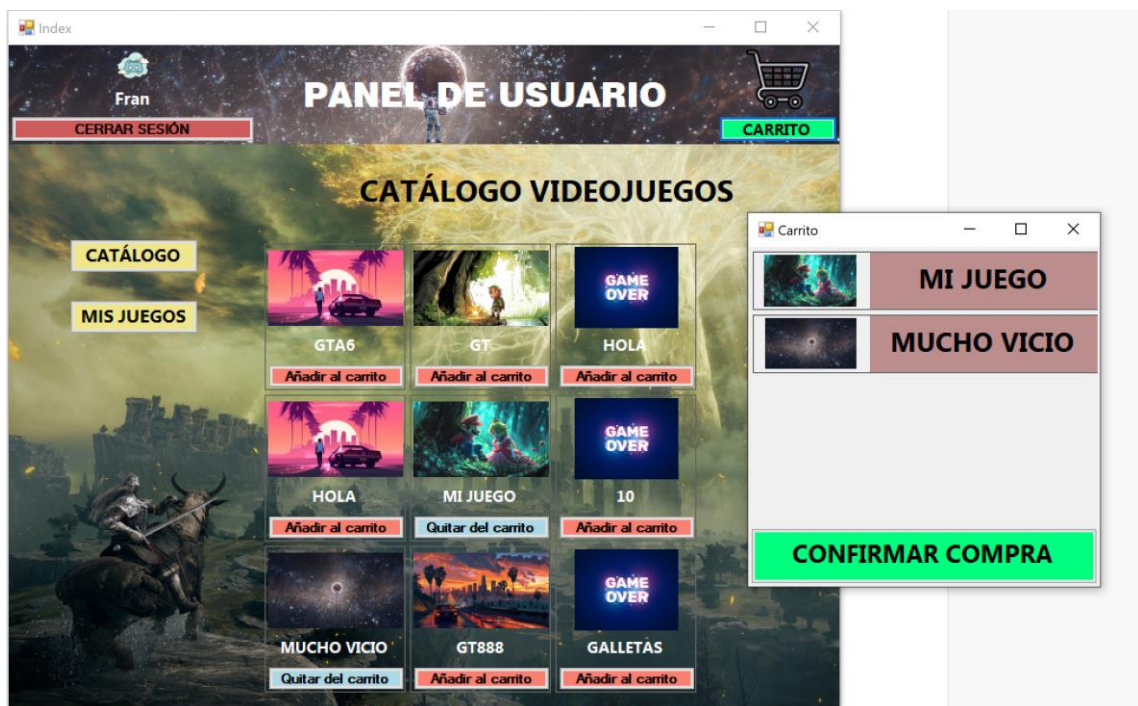 Index
Fran
PANEL DE USUARIO
CERRAR SESIÓN
CARRITO
CATÁLOGO VIDEOJUEGOS
CATÁLOGO
MIS JUEGOS
GAME
OVER
GTA6
GT
HOLA
Añadir al carrito
Añadir al carrito
Añadir al carrito
GAME
OVER
HOLA
MI JUEGO
10
Añadir al carrito
Quitar del carrito
Añadir al carrito
GAME
OVER
MUCHO VICIO
GT888
GALLETAS
Quitar del carrito
Añadir al carrito
Añadir al carrito
Carrito
MI JUEGO
MUCHO VICIO
CONFIRMAR COMPRA